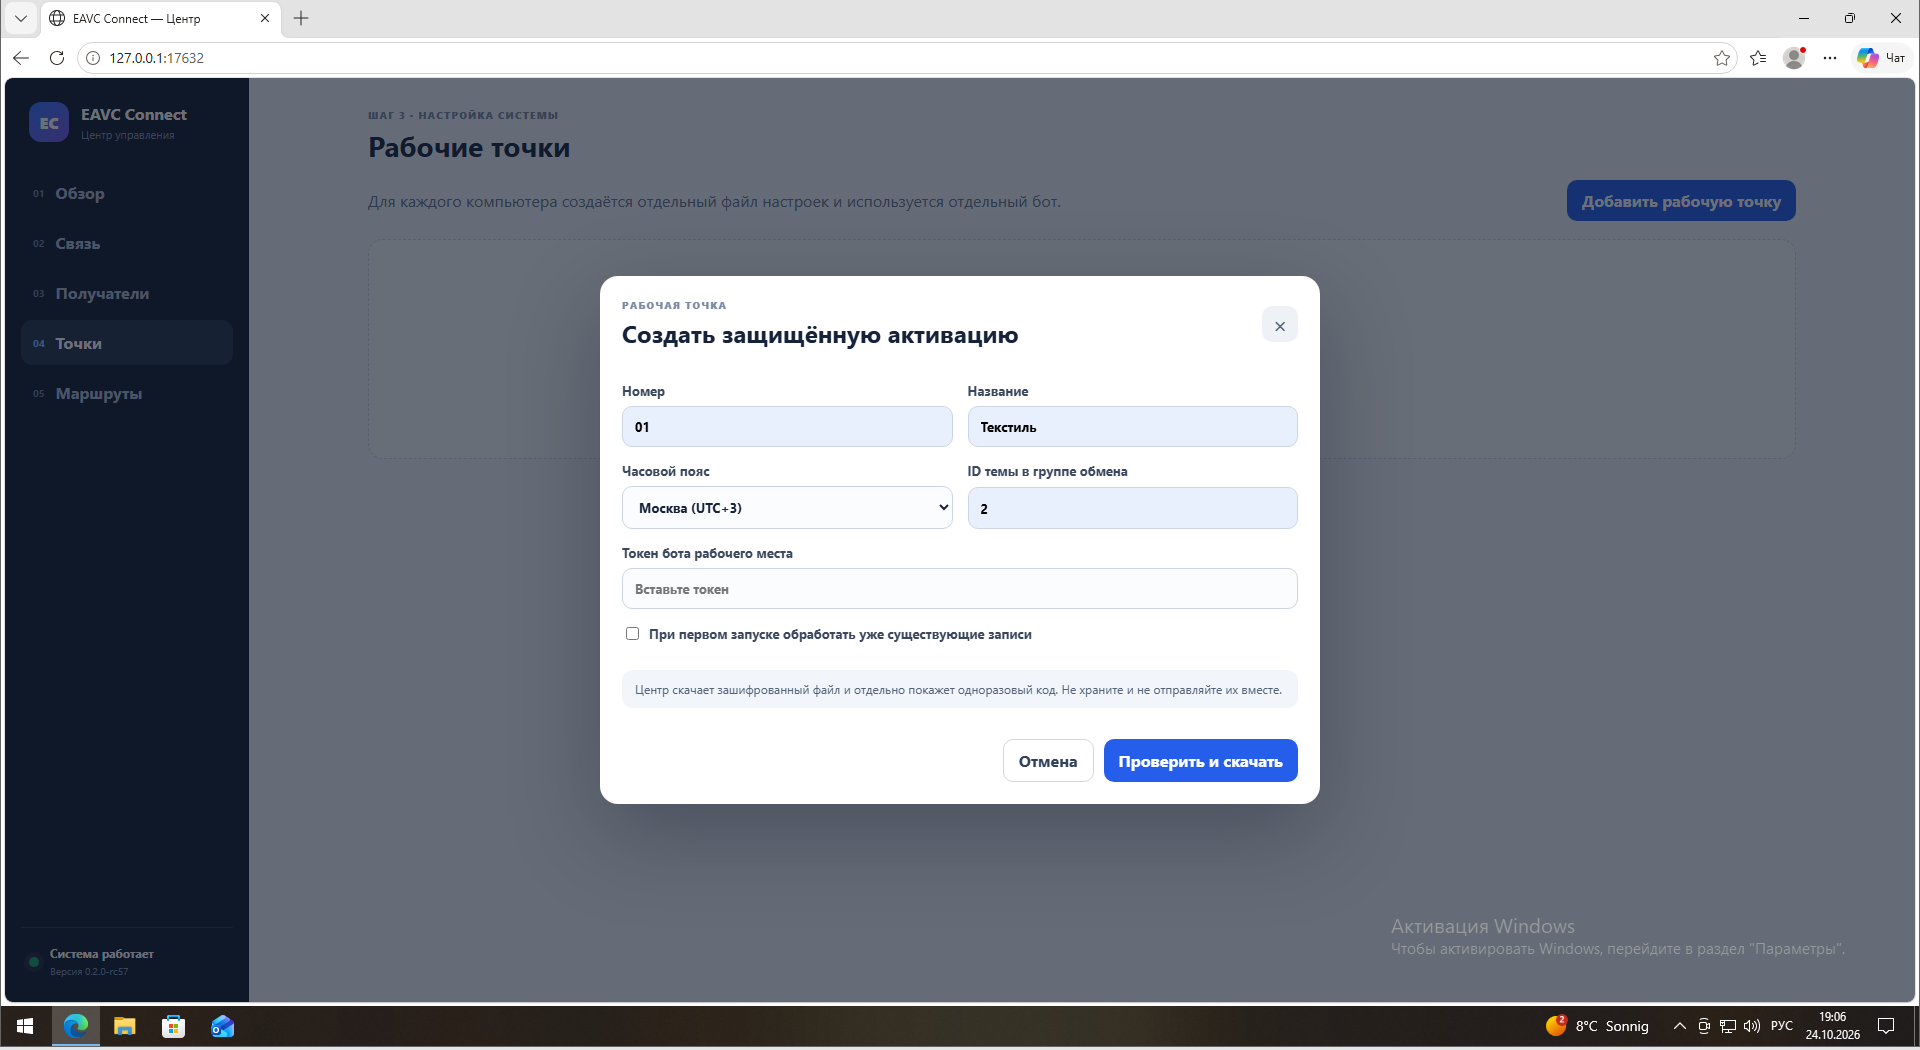 EAVC Connect — Центр
127.0.0.1:17632
Чат
EC
EAVC Connect
Центр управления
01 Обзор
02 Связь
03 Получатели
04 Точки
05 Маршруты
Система работает
Версия 0.2.0-rc57
ШАГ 3 · НАСТРОЙКА СИСТЕМЫ
Рабочие точки
Для каждого компьютера создаётся отдельный файл настроек и используется отдельный бот.
Добавить рабочую точку
РАБОЧАЯ ТОЧКА
Создать защищённую активацию
Номер
01
Название
Текстиль
Часовой пояс
Москва (UTC+3)
ID темы в группе обмена
2
Токен бота рабочего места
Вставьте токен
При первом запуске обработать уже существующие записи
Центр скачает зашифрованный файл и отдельно покажет одноразовый код. Не храните и не отправляйте их вместе.
Отмена
Проверить и скачать
Активация Windows
Чтобы активировать Windows, перейдите в раздел "Параметры".
2
8°C Sonnig
РУС
19:06
24.10.2026